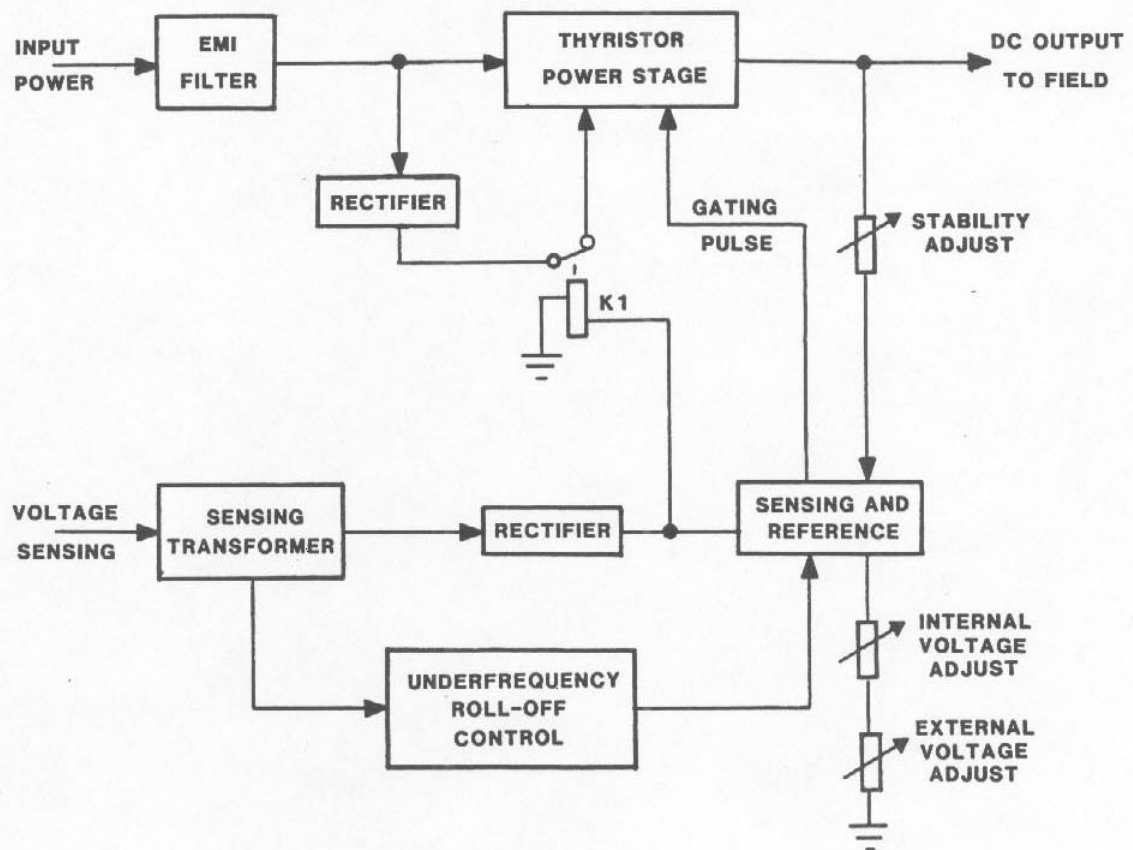 INPUT
POWER
EMI
FILTER
THYRISTOR
POWER STAGE
DC OUTPUT
TO FIELD
RECTIFIER
GATING
PULSE
STABILITY
ADJUST
K1
VOLTAGE
SENSING
SENSING
TRANSFORMER
RECTIFIER
SENSING AND
REFERENCE
UNDERFREQUENCY
ROLL-OFF
CONTROL
INTERNAL
VOLTAGE
ADJUST
EXTERNAL
VOLTAGE
ADJUST